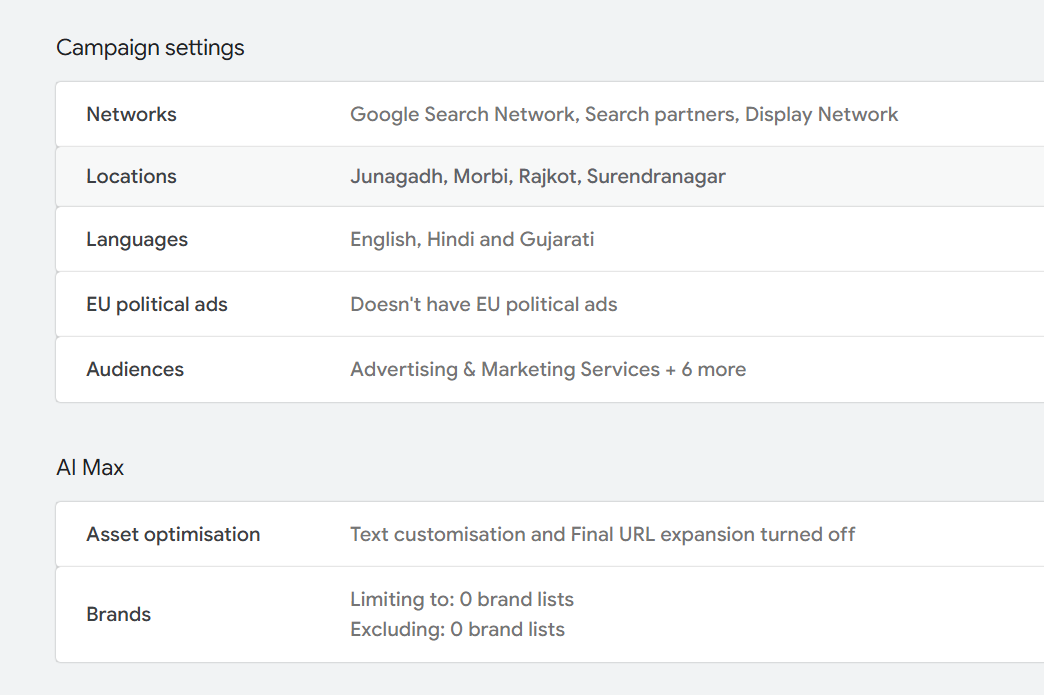 Campaign settings
Networks Google Search Network, Search partners, Display Network
Locations Junagadh, Morbi, Rajkot, Surendranagar
Languages English, Hindi and Gujarati
EU political ads Doesn't have EU political ads
Audiences Advertising & Marketing Services + 6 more
AI Max
Asset optimisation Text customisation and Final URL expansion turned off
Brands Limiting to: 0 brand lists
Excluding: 0 brand lists